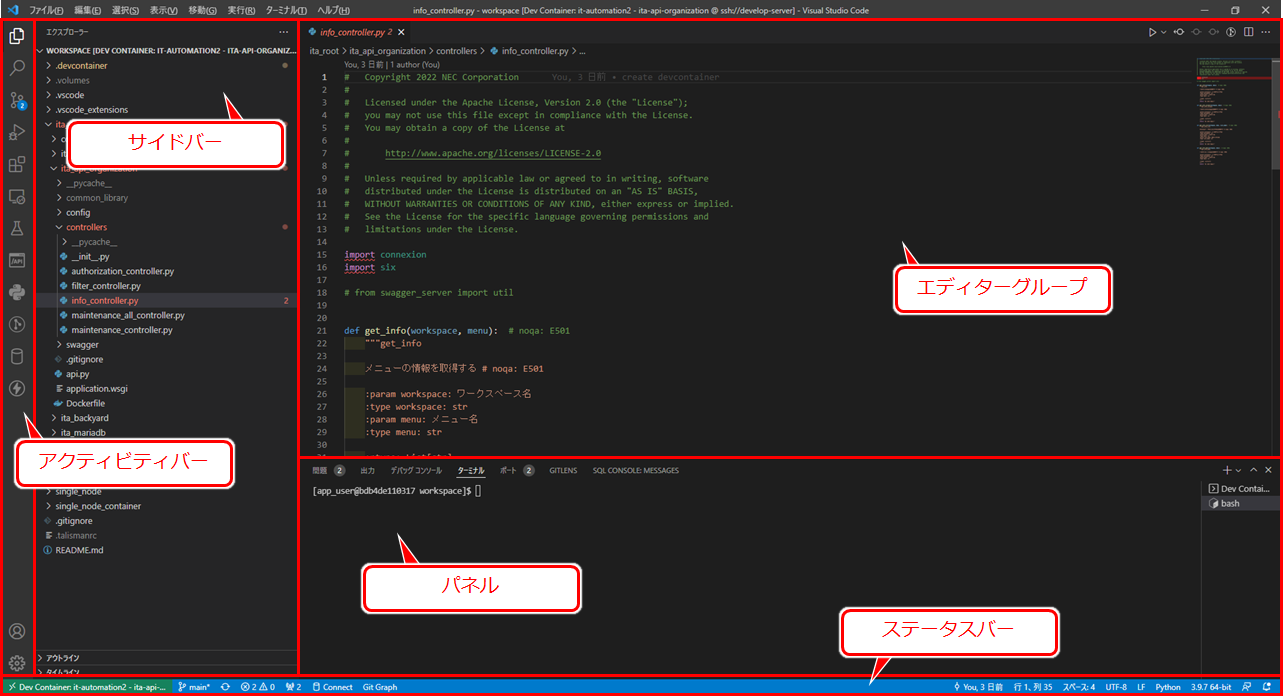 ファイル(F) 編集(E) 選択(S) 表示(V) 移動(G) 実行(R) ターミナル(T) ヘルプ(H) info_controller.py - workspace [Dev Container: it-automation2 - ita-api-organization @ ssh://develop-server] - Visual Studio Code
エクスプローラー
WORKSPACE [DEV CONTAINER: IT-AUTOMATION2 - ITA-API-ORGANIZ...
.devcontainer
.volumes
.vscode
.vscode_extensions
サイドバー
__pycache__
common_library
config
controllers
__pycache__
__init__.py
authorization_controller.py
filter_controller.py
info_controller.py 2
maintenance_all_controller.py
maintenance_controller.py
swagger
.gitignore
api.py
application.wsgi
Dockerfile
ita_backyard
ita_mariadb
アクティビティバー
single_node
single_node_container
.gitignore
.talismanrc
README.md
アウトライン
タイムライン
info_controller.py 2
ita_root > ita_api_organization > controllers > info_controller.py > ...
You, 3 日前 | 1 author (You)
1 # Copyright 2022 NEC Corporation You, 3 日前 • create devcontainer
2 #
3 # Licensed under the Apache License, Version 2.0 (the "License");
4 # you may not use this file except in compliance with the License.
5 # You may obtain a copy of the License at
6 #
7 # http://www.apache.org/licenses/LICENSE-2.0
8 #
9 # Unless required by applicable law or agreed to in writing, software
10 # distributed under the License is distributed on an "AS IS" BASIS,
11 # WITHOUT WARRANTIES OR CONDITIONS OF ANY KIND, either express or implied.
12 # See the License for the specific language governing permissions and
13 # limitations under the License.
14
15 import connexion
16 import six
17
18 # from swagger_server import util
19
20
21 def get_info(workspace, menu): # noqa: E501
22 """get_info
23
24 メニューの情報を取得する # noqa: E501
25
26 :param workspace: ワークスペース名
27 :type workspace: str
28 :param menu: メニュー名
29 :type menu: str
30
エディターグループ
問題 2 出力 デバッグ コンソール ターミナル ポート 2 GITLENS SQL CONSOLE: MESSAGES
[app_user@bdb4de110317 workspace]$
Dev Contai...
bash
パネル
ステータスバー
Dev Container: it-automation2 - ita-api-... main* 2 0 2 Connect Git Graph You, 3 日前 行 1、列 35 スペース: 4 UTF-8 LF Python 3.9.7 64-bit